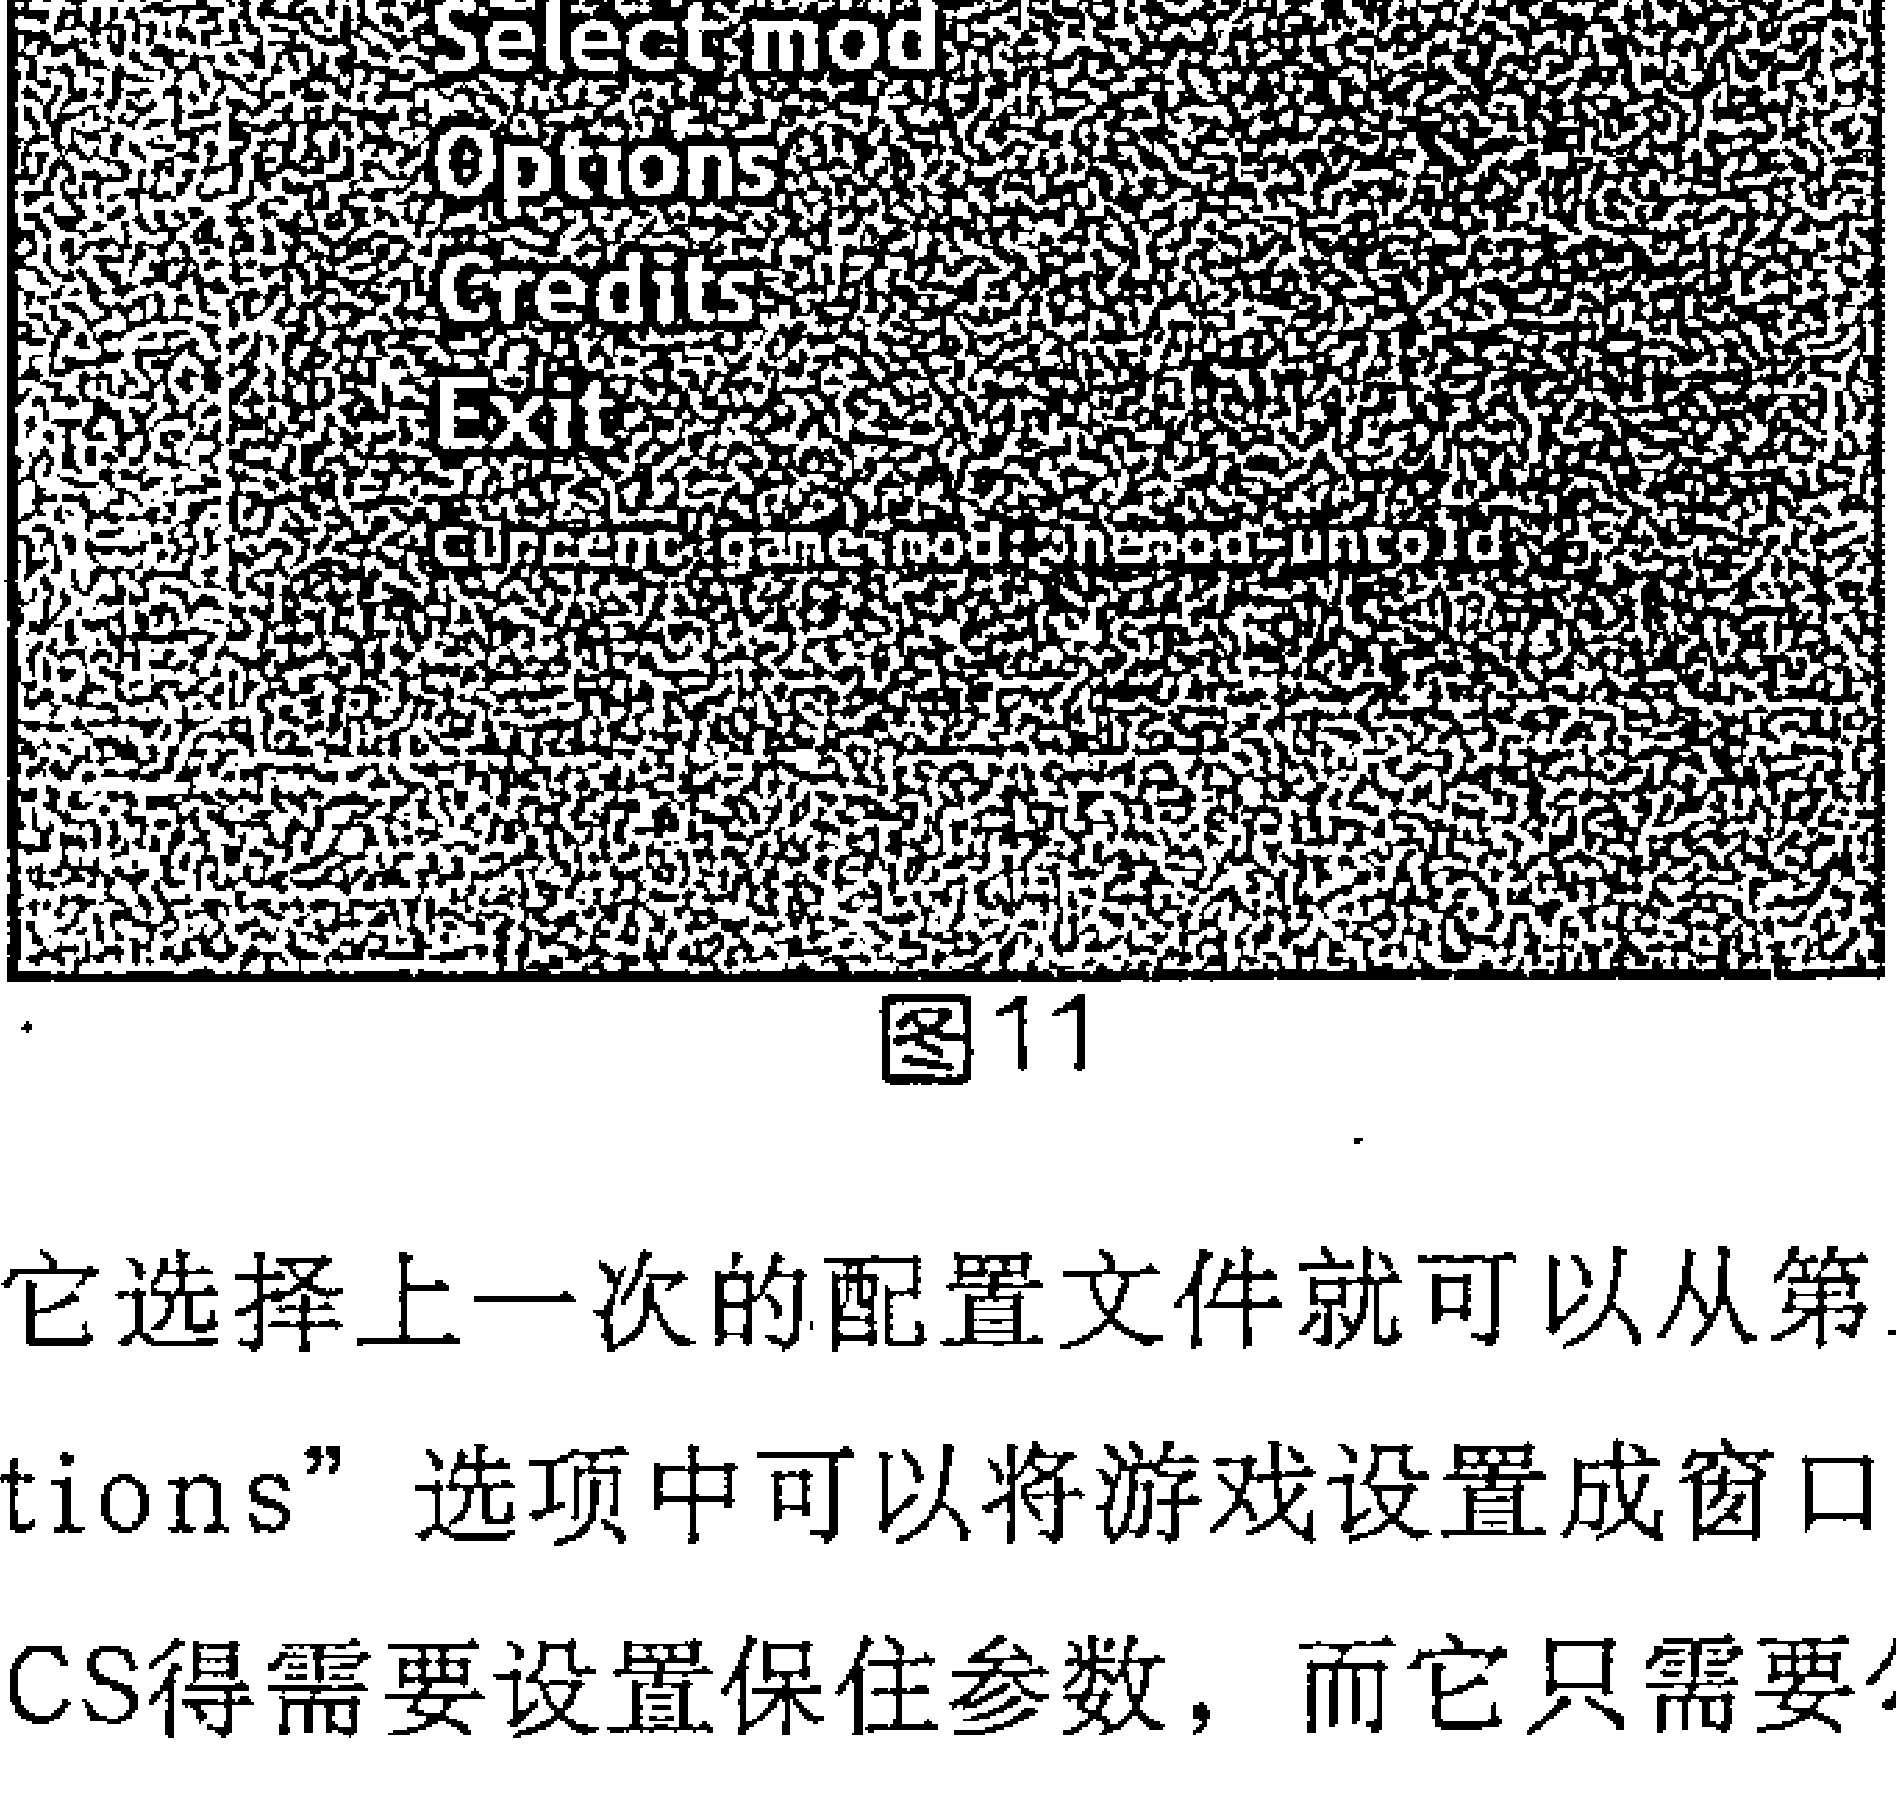 Select mod
Options
Credits
Exit
current game mod: hexpod untold
图11
它选择上一次的配置文件就可以从第
tions”选项中可以将游戏设置成窗口
CS得需要设置保住参数，而它只需要